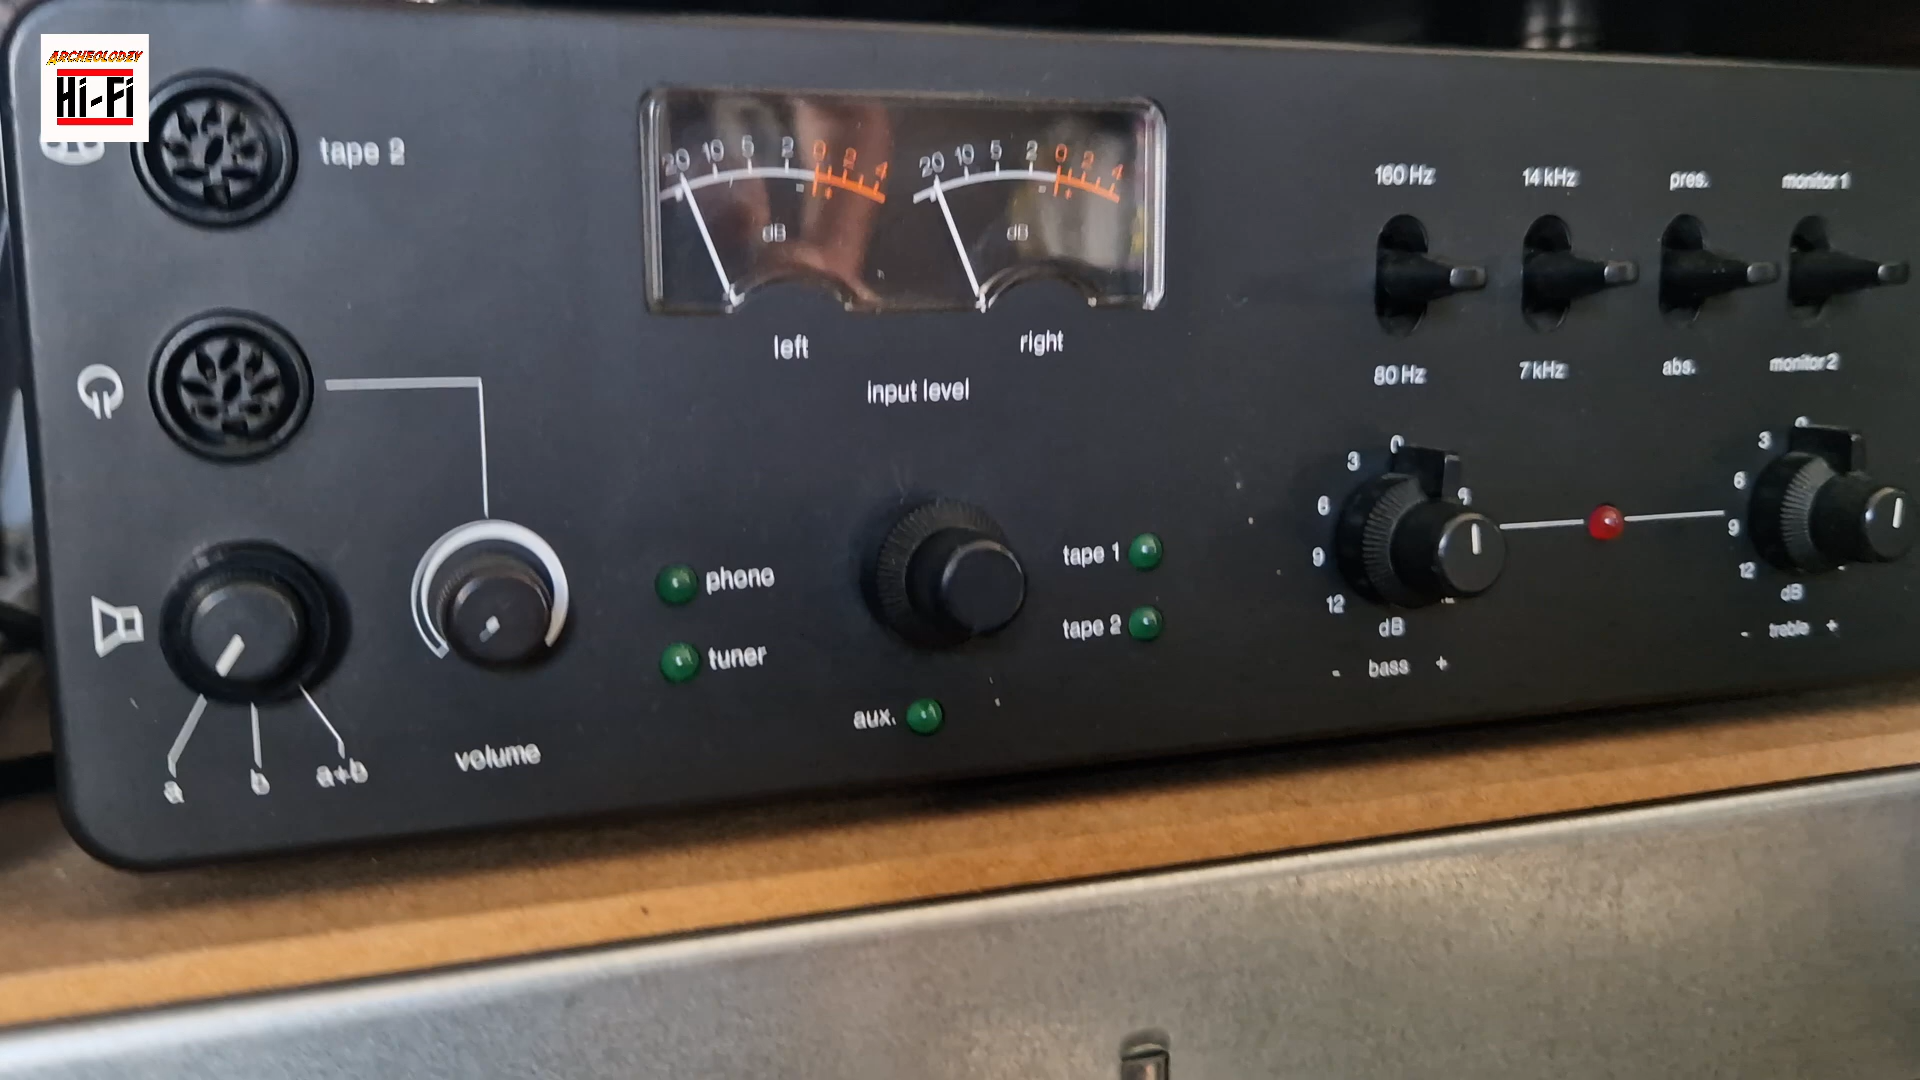 ARCHEOLODZY
Hi-Fi
tape 2
20 10 5 2 0 2 4
- +
dB
20 10 5 2 0 2 4
- +
dB
left
right
input level
160 Hz
14 kHz
pres.
monitor 1
80 Hz
7 kHz
abs.
monitor 2
a
b
a+b
volume
phono
tuner
aux.
tape 1
tape 2
0
3
6
9
12
dB
- bass +
3
6
9
12
dB
- treble +